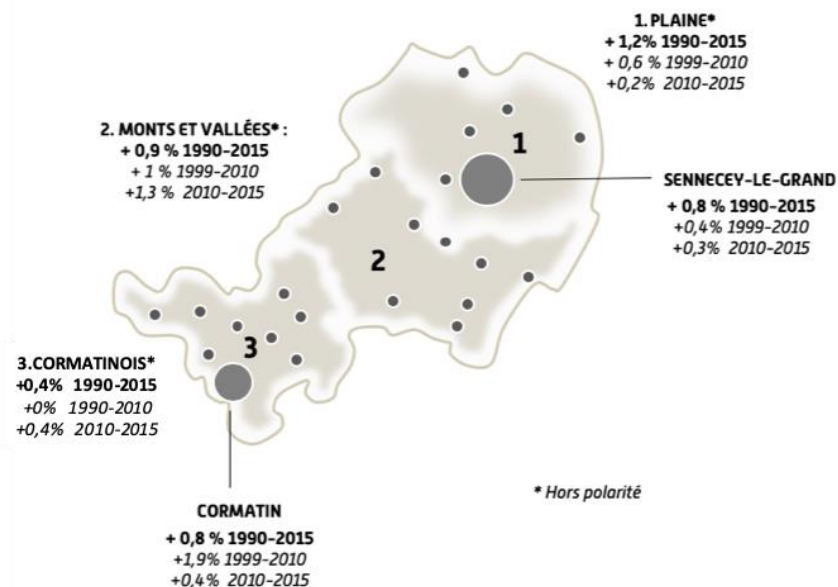 1. PLAINE*
+ 1,2% 1990-2015
+ 0,6 % 1999-2010
+0,2% 2010-2015
2. MONTS ET VALLÉES* :
+ 0,9 % 1990-2015
+ 1 % 1999-2010
+1,3 % 2010-2015
1
SENNECEY-LE-GRAND
+ 0,8 % 1990-2015
+0,4% 1999-2010
+0,3% 2010-2015
2
3
3.CORMATINOIS*
+0,4% 1990-2015
+0% 1990-2010
+0,4% 2010-2015
* Hors polarité
CORMATIN
+ 0,8 % 1990-2015
+1,9% 1999-2010
+0,4% 2010-2015